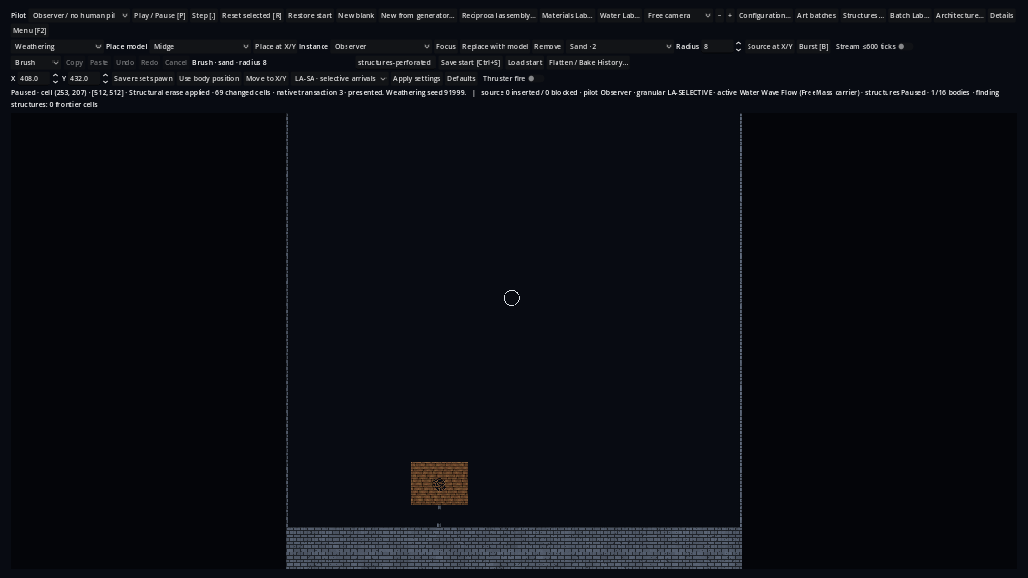 Pilot Observer / no human pil Play / Pause [P] Step [.] Reset selected [R] Restore start New blank New from generator... Reciprocal assembly... Materials Lab... Water Lab... Free camera − + Configuration... Art batches Structures... Batch Lab... Architecture... Details
Menu [F2]
Weathering Place model Midge Place at X/Y Instance Observer Focus Replace with model Remove Sand · 2 Radius 8 Source at X/Y Burst [B] Stream ≤600 ticks
Brush Copy Paste Undo Redo Cancel Brush · sand · radius 8 structures-perforated Save start [Ctrl+S] Load start Flatten / Bake History...
X 408.0 Y 432.0 Save resets pawn Use body position Move to X/Y LA-SA · selective arrivals Apply settings Defaults Thruster fire
Paused · cell (253, 207) · [512, 512] · Structural erase applied · 69 changed cells · native transaction 3 · presented. Weathering seed 91999. | source 0 inserted / 0 blocked · pilot Observer · granular LA-SELECTIVE · active Water Wave Flow (FreeMass carrier) · structures Paused · 1/16 bodies · finding
structures: 0 frontier cells